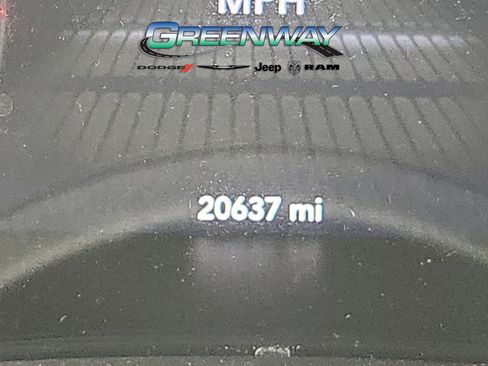 MPH
GREENWAY
DODGE Jeep RAM
20637 mi